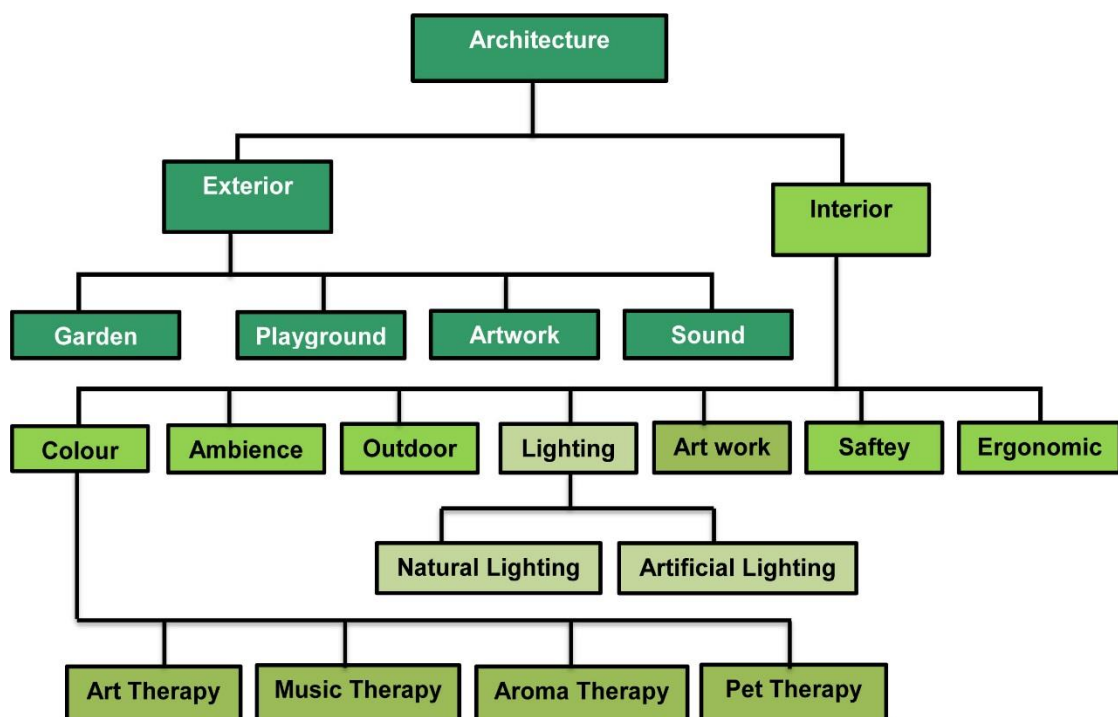 Architecture
Exterior
Interior
Garden
Playground
Artwork
Sound
Colour
Ambience
Outdoor
Lighting
Art work
Saftey
Ergonomic
Natural Lighting
Artificial Lighting
Art Therapy
Music Therapy
Aroma Therapy
Pet Therapy